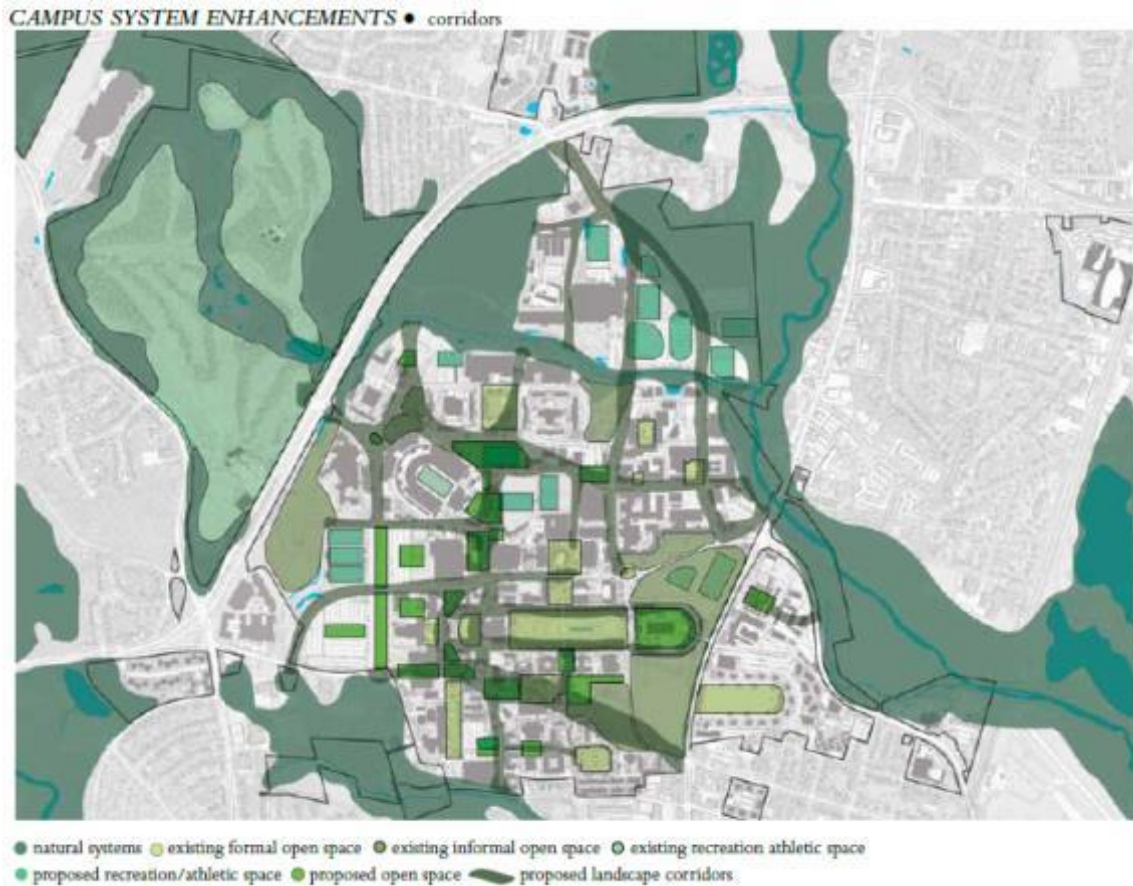 CAMPUS SYSTEM ENHANCEMENTS ● corridors
● natural systems ● existing formal open space ● existing informal open space ● existing recreation athletic space
● proposed recreation/athletic space ● proposed open space proposed landscape corridors